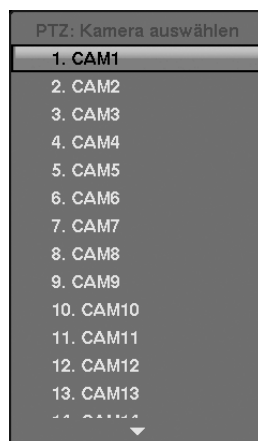 PTZ: Kamera auswählen
1. CAM1
2. CAM2
3. CAM3
4. CAM4
5. CAM5
6. CAM6
7. CAM7
8. CAM8
9. CAM9
10. CAM10
11. CAM11
12. CAM12
13. CAM13